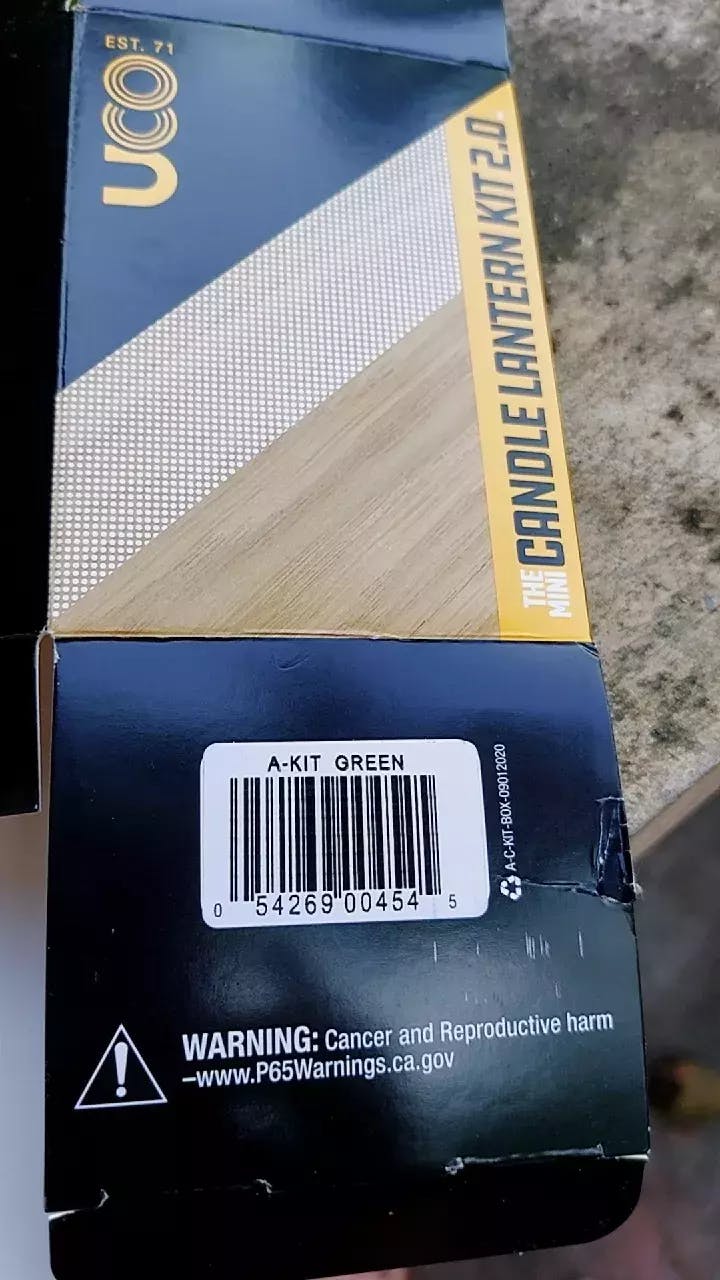 EST. 71
UCO
THE
MINI
CANDLE LANTERN KIT 2.0.
A-KIT GREEN
0 54269 00454 5
A-C-KIT-BOX-09012020
WARNING: Cancer and Reproductive harm
–www.P65Warnings.ca.gov